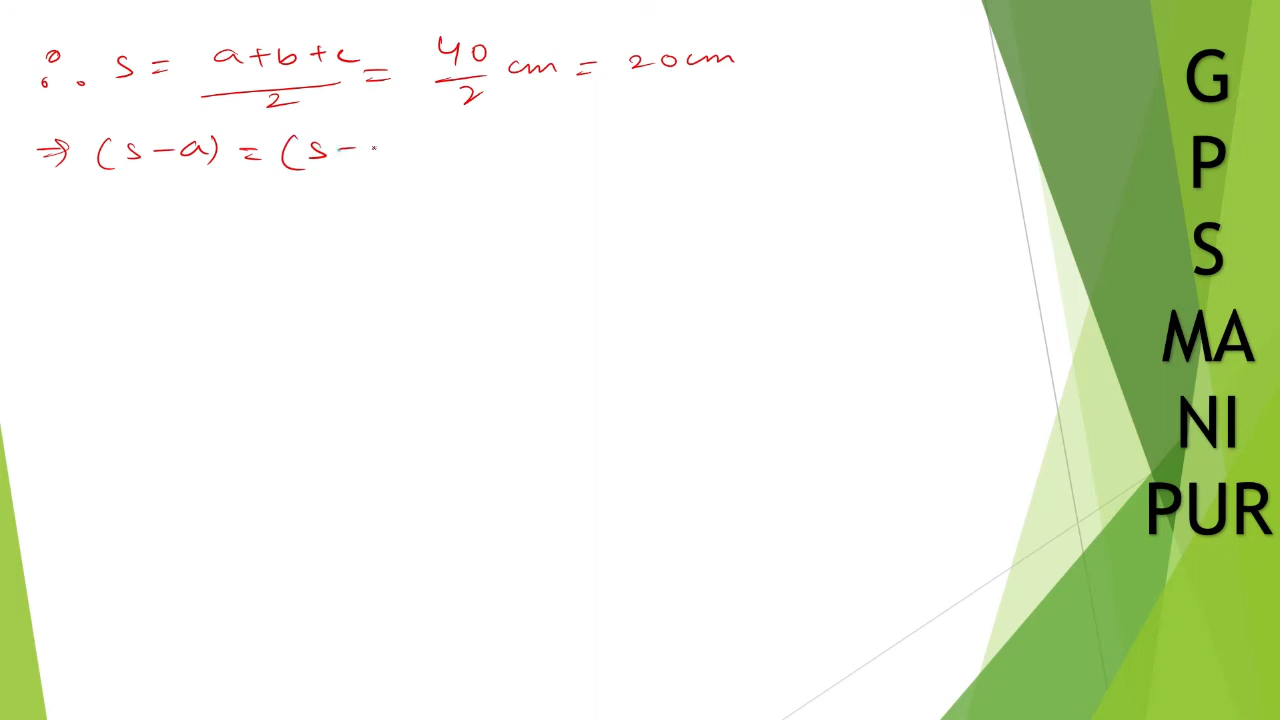 ∴ s = a+b+c/2 = 40/2 cm = 20cm
⇒ (s-a) = (s-
G
P
S
MA
NI
PUR